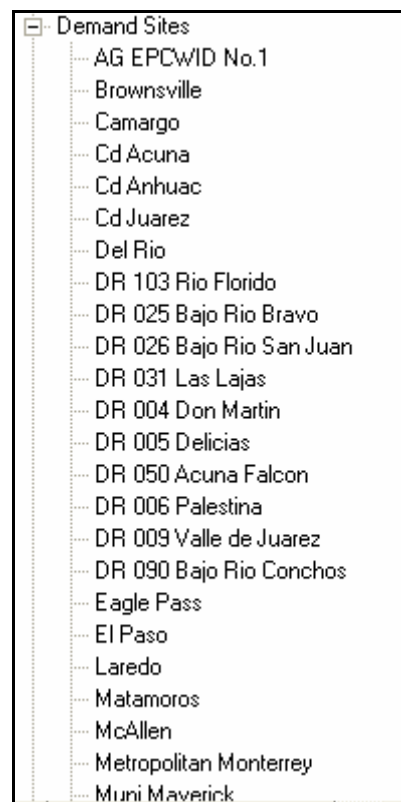 Demand Sites
AG EPCWID No.1
Brownsville
Camargo
Cd Acuna
Cd Anhuac
Cd Juarez
Del Rio
DR 103 Rio Florido
DR 025 Bajo Rio Bravo
DR 026 Bajo Rio San Juan
DR 031 Las Lajas
DR 004 Don Martin
DR 005 Delicias
DR 050 Acuna Falcon
DR 006 Palestina
DR 009 Valle de Juarez
DR 090 Bajo Rio Conchos
Eagle Pass
El Paso
Laredo
Matamoros
McAllen
Metropolitan Monterrey
Muni Maverick